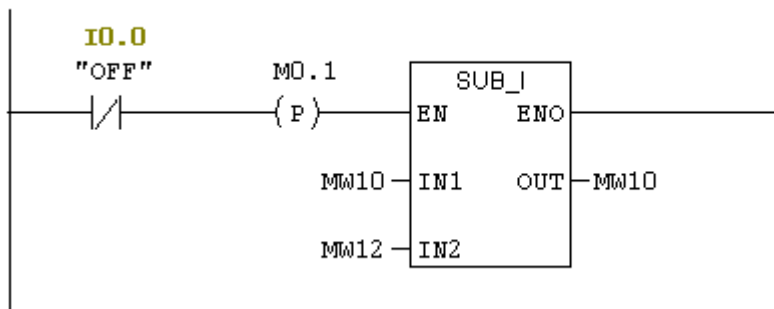 I0.0
"OFF"
M0.1
SUB_I
P
EN ENO
MW10 IN1 OUT MW10
MW12 IN2